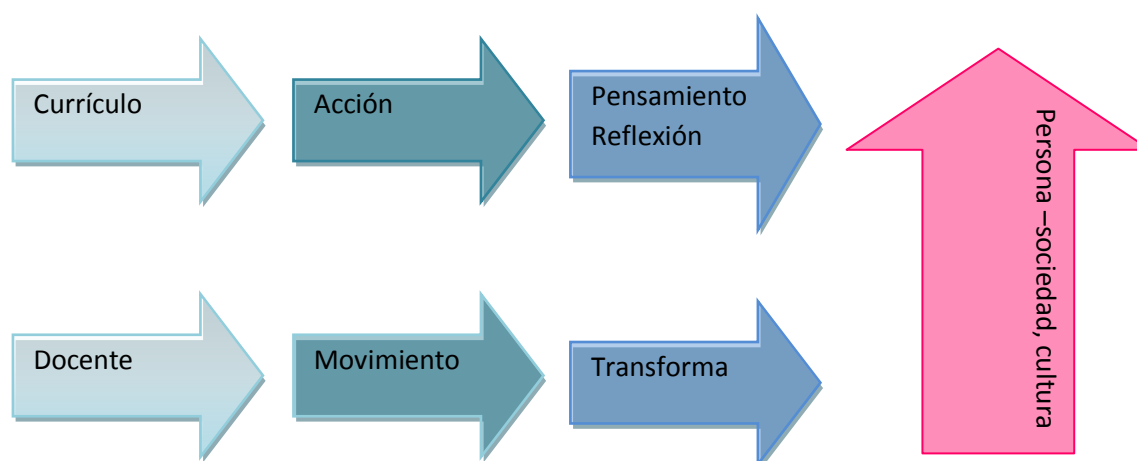 Currículo
Acción
Pensamiento
Reflexión
Docente
Movimiento
Transforma
Persona –sociedad, cultura